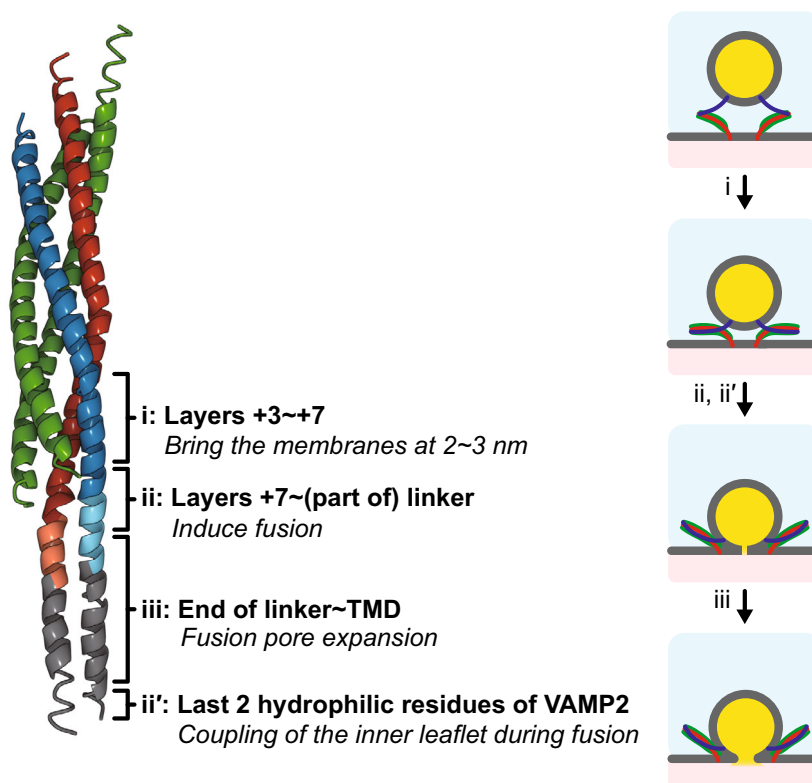 i: Layers +3~+7
Bring the membranes at 2~3 nm
ii: Layers +7~(part of) linker
Induce fusion
iii: End of linker~TMD
Fusion pore expansion
ii′: Last 2 hydrophilic residues of VAMP2
Coupling of the inner leaflet during fusion
i
ii, ii′
iii